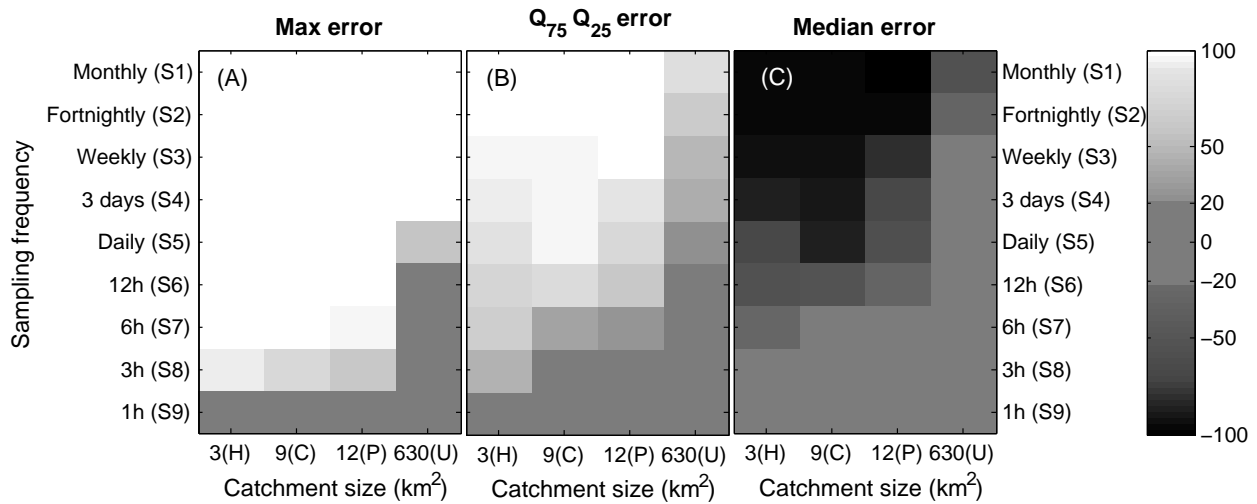 Max error
Q75 Q25 error
Median error
Sampling frequency
Monthly (S1)
Fortnightly (S2)
Weekly (S3)
3 days (S4)
Daily (S5)
12h (S6)
6h (S7)
3h (S8)
1h (S9)
(A)
(B)
(C)
Monthly (S1)
Fortnightly (S2)
Weekly (S3)
3 days (S4)
Daily (S5)
12h (S6)
6h (S7)
3h (S8)
1h (S9)
100
50
20
0
−20
−50
−100
3(H) 9(C) 12(P) 630(U)
3(H) 9(C) 12(P) 630(U)
3(H) 9(C) 12(P) 630(U)
Catchment size (km²)
Catchment size (km²)
Catchment size (km²)